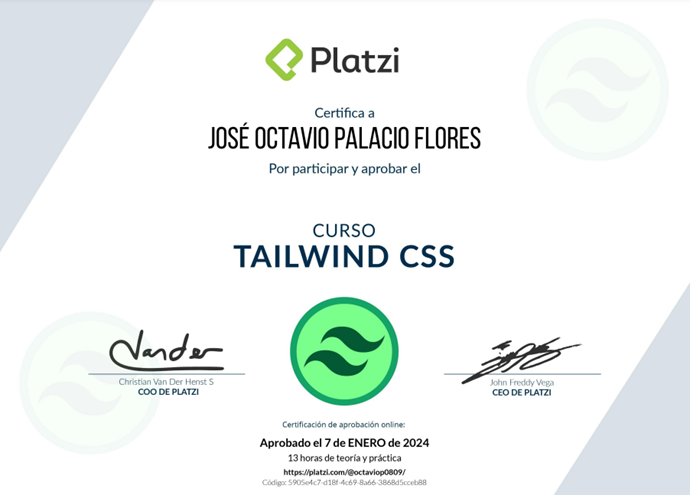 Platzi
Certifica a
JOSÉ OCTAVIO PALACIO FLORES
Por participar y aprobar el
CURSO
TAILWIND CSS
Vander
Christian Van Der Henst S
COO DE PLATZI
John Freddy Vega
CEO DE PLATZI
Certificación de aprobación online:
Aprobado el 7 de ENERO de 2024
13 horas de teoría y práctica
https://platzi.com/@octaviop0809/
Código: 5905e4c7-d18f-4c69-8a66-3868d5cceb88